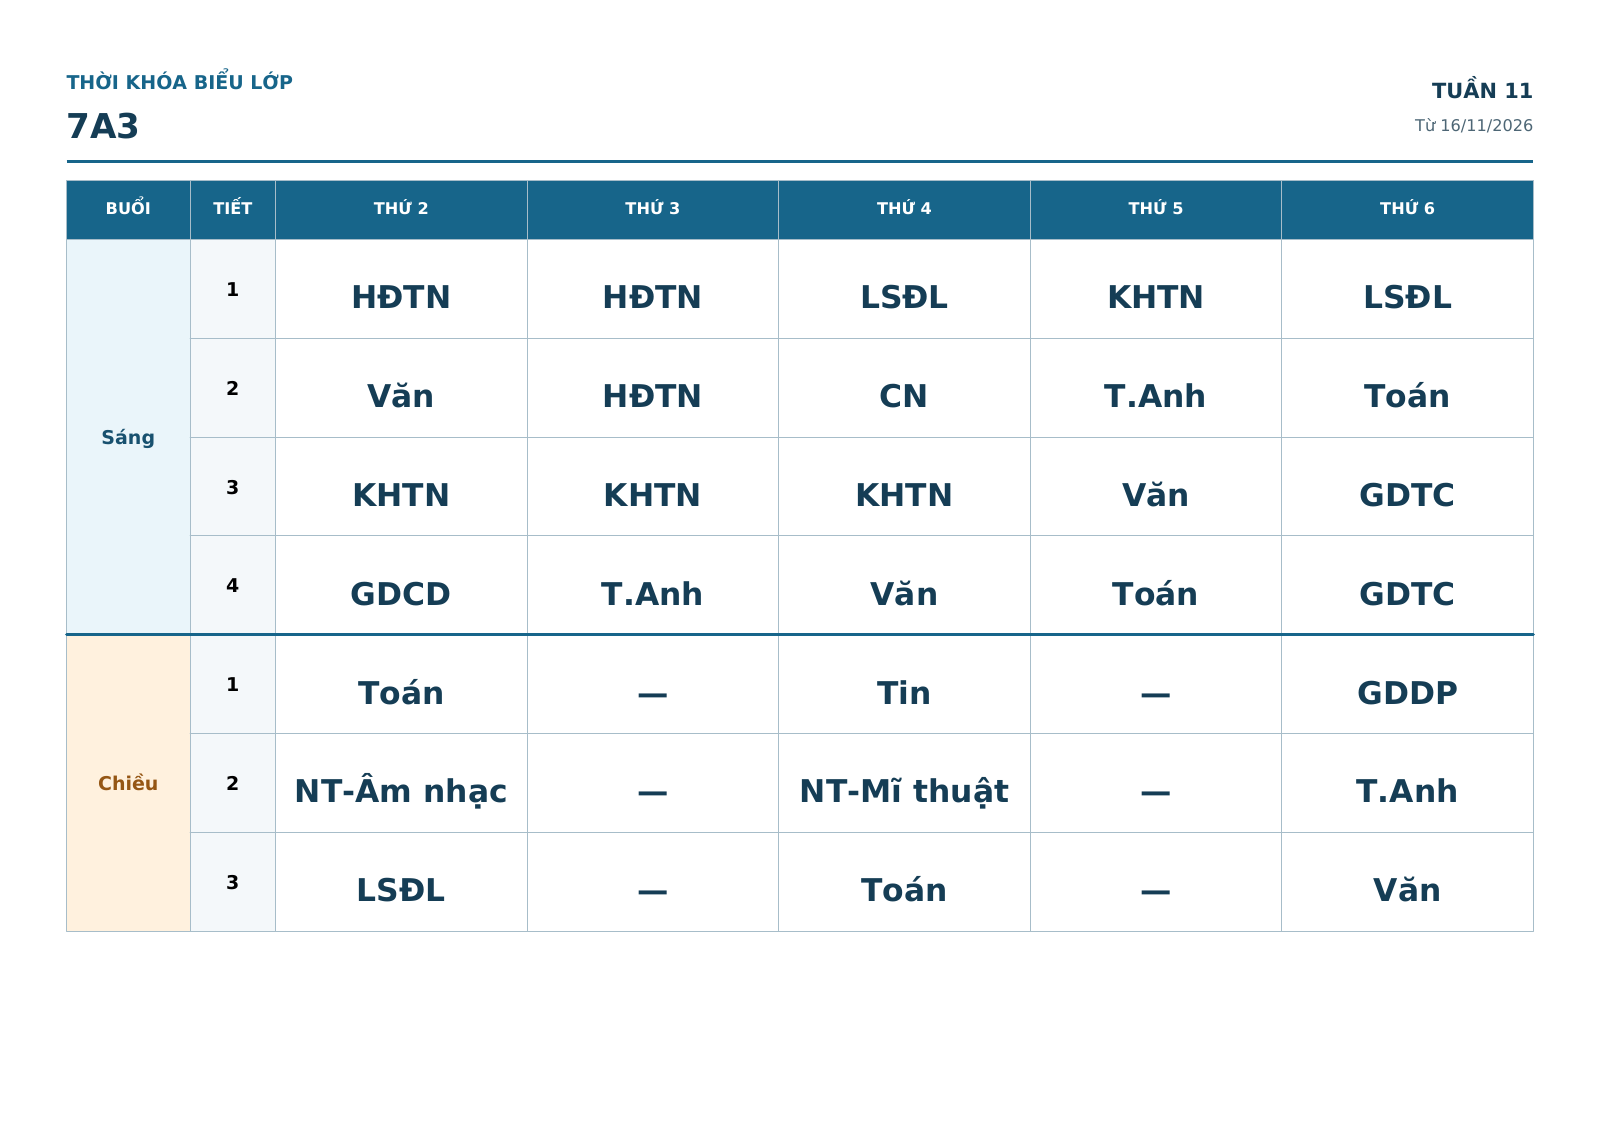 THỜI KHÓA BIỂU LỚP
7A3
TUẦN 11
Từ 16/11/2026
BUỔI TIẾT THỨ 2 THỨ 3 THỨ 4 THỨ 5 THỨ 6
Sáng
1 HĐTN HĐTN LSĐL KHTN LSĐL
2 Văn HĐTN CN T.Anh Toán
3 KHTN KHTN KHTN Văn GDTC
4 GDCD T.Anh Văn Toán GDTC
Chiều
1 Toán — Tin — GDDP
2 NT-Âm nhạc — NT-Mĩ thuật — T.Anh
3 LSĐL — Toán — Văn